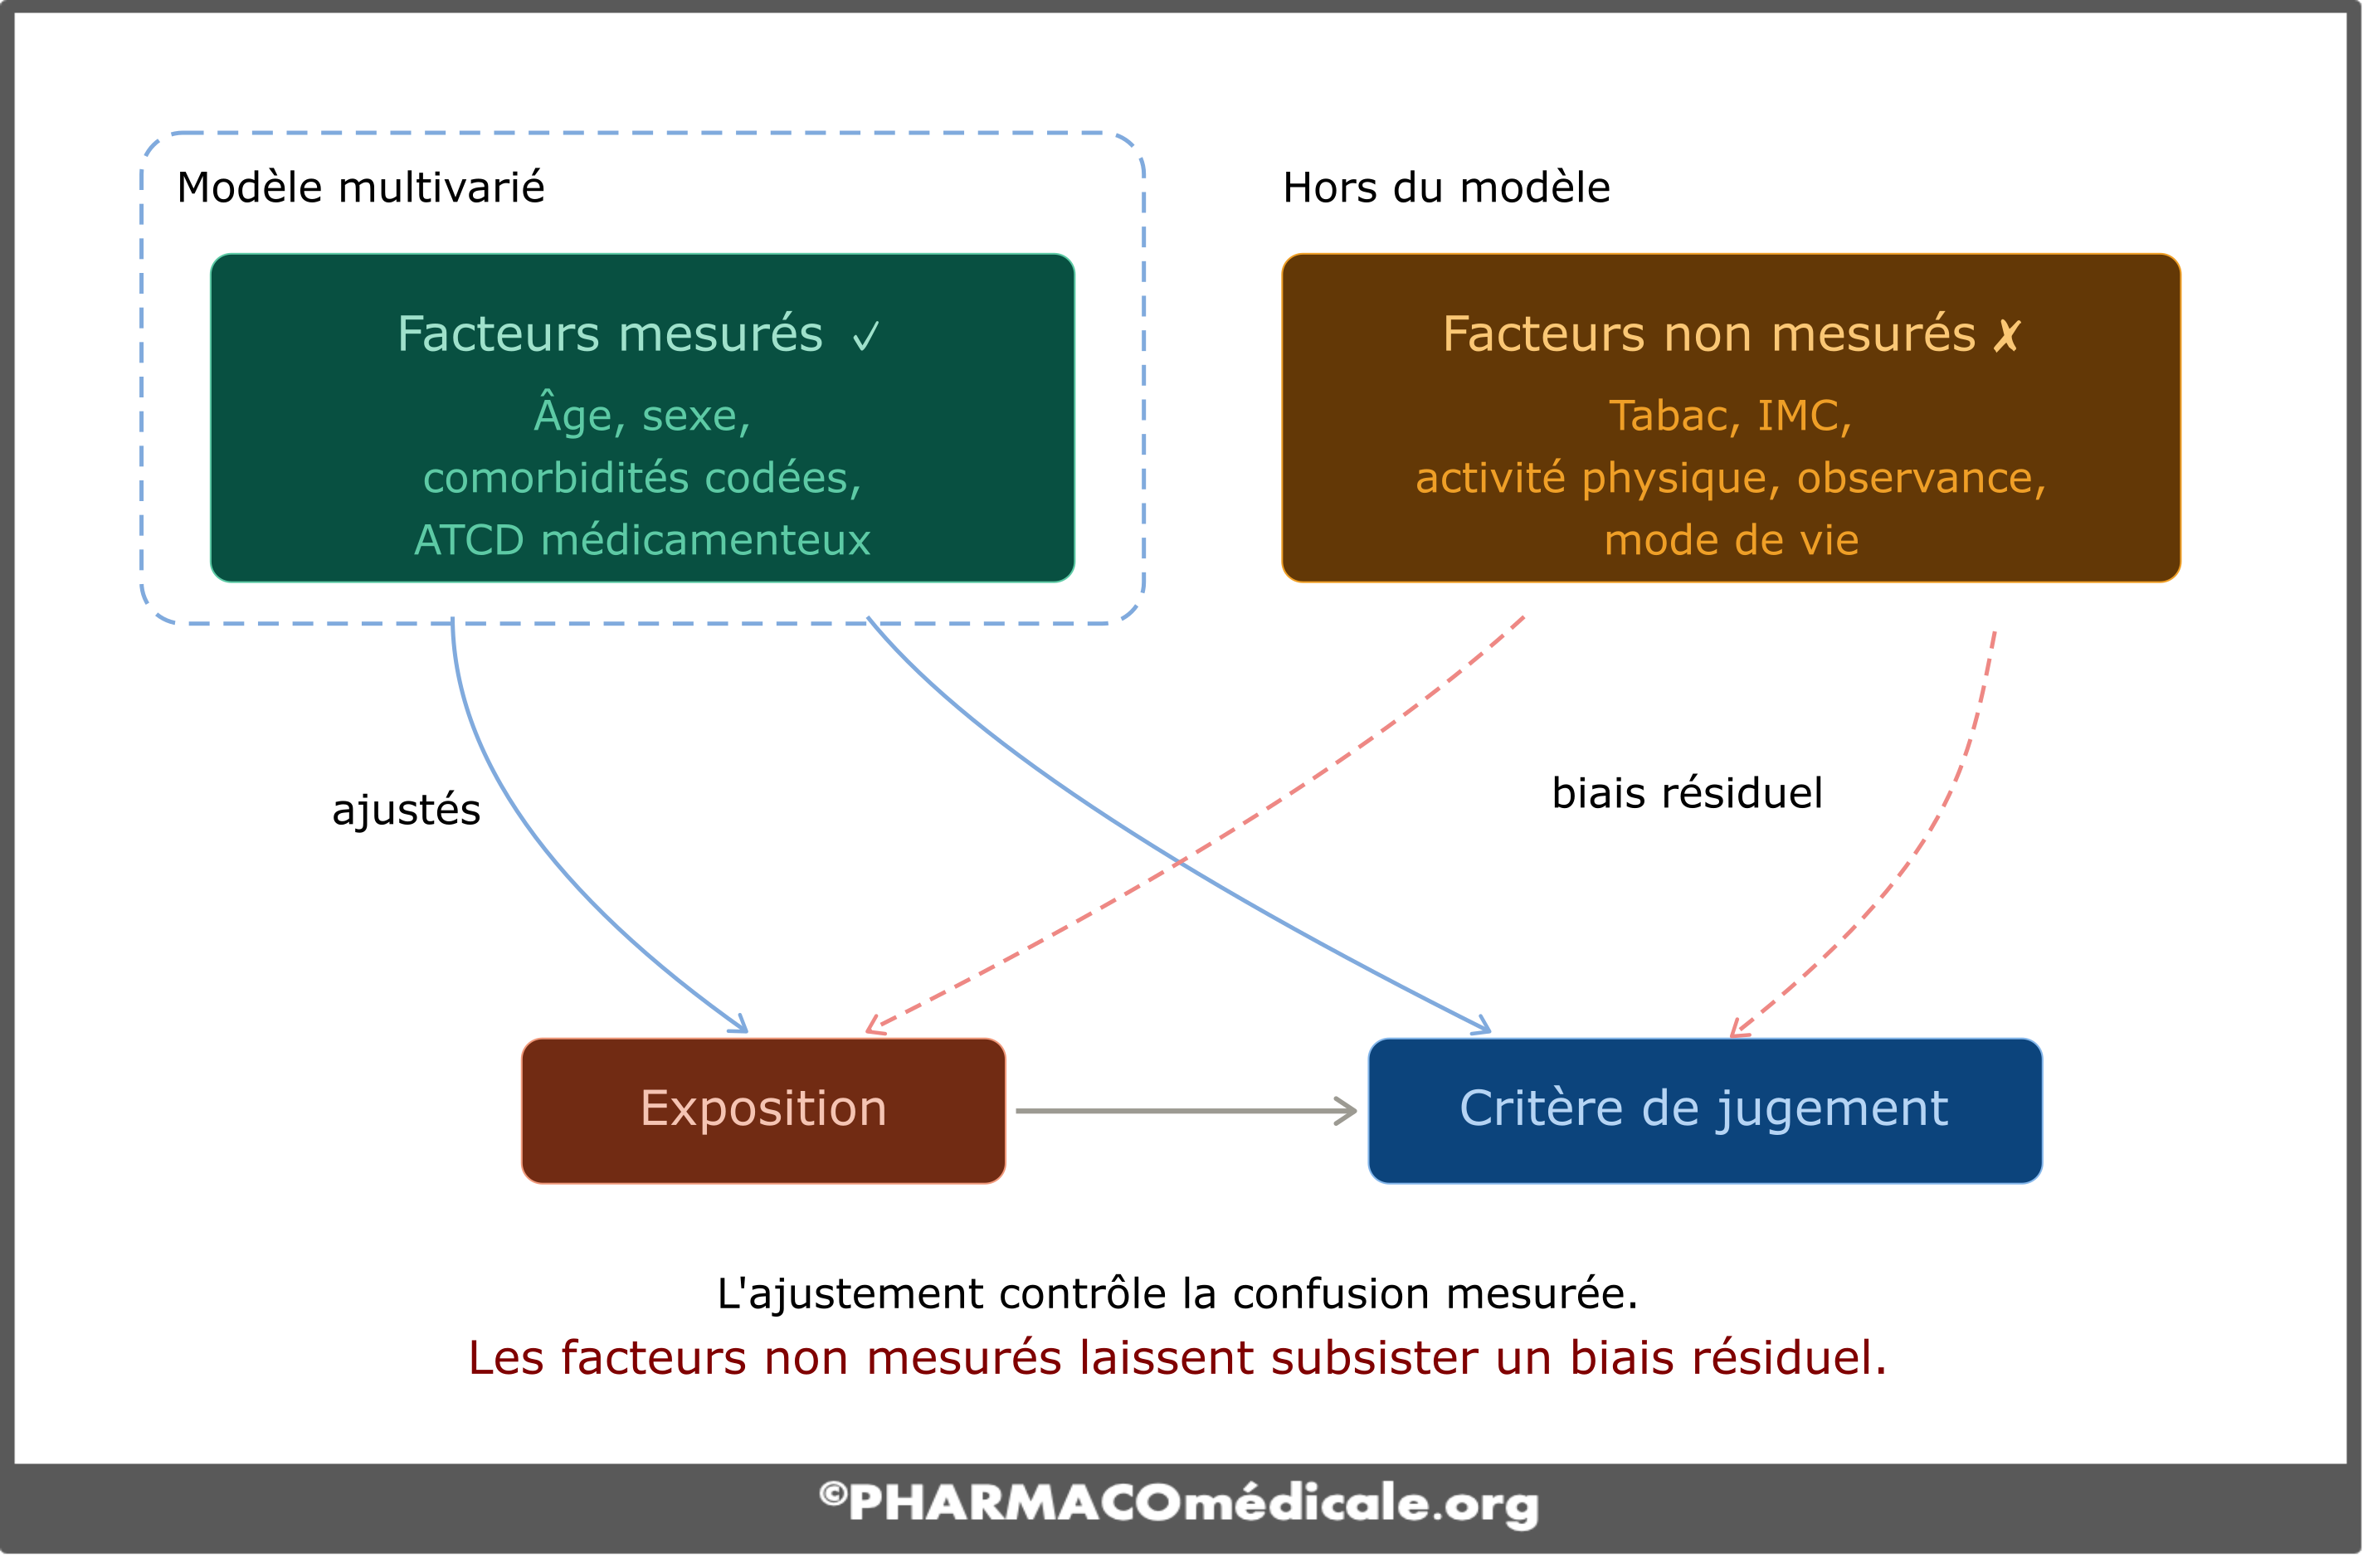 Modèle multivarié
Hors du modèle
Facteurs mesurés ✓
Âge, sexe,
comorbidités codées,
ATCD médicamenteux
Facteurs non mesurés ✗
Tabac, IMC,
activité physique, observance,
mode de vie
ajustés
biais résiduel
Exposition
Critère de jugement
L'ajustement contrôle la confusion mesurée.
Les facteurs non mesurés laissent subsister un biais résiduel.
©PHARMACOmédicale.org